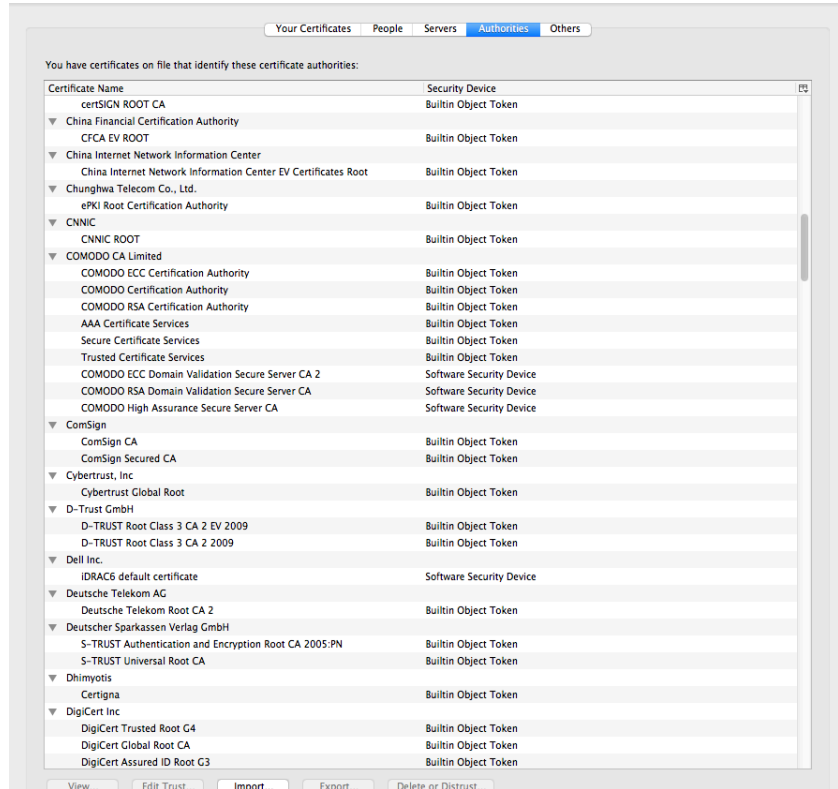 Your Certificates People Servers Authorities Others
You have certificates on file that identify these certificate authorities:
Certificate Name Security Device
certSIGN ROOT CA Builtin Object Token
China Financial Certification Authority
CFCA EV ROOT Builtin Object Token
China Internet Network Information Center
China Internet Network Information Center EV Certificates Root Builtin Object Token
Chunghwa Telecom Co., Ltd.
ePKI Root Certification Authority Builtin Object Token
CNNIC
CNNIC ROOT Builtin Object Token
COMODO CA Limited
COMODO ECC Certification Authority Builtin Object Token
COMODO Certification Authority Builtin Object Token
COMODO RSA Certification Authority Builtin Object Token
AAA Certificate Services Builtin Object Token
Secure Certificate Services Builtin Object Token
Trusted Certificate Services Builtin Object Token
COMODO ECC Domain Validation Secure Server CA 2 Software Security Device
COMODO RSA Domain Validation Secure Server CA Software Security Device
COMODO High Assurance Secure Server CA Software Security Device
ComSign
ComSign CA Builtin Object Token
ComSign Secured CA Builtin Object Token
Cybertrust, Inc
Cybertrust Global Root Builtin Object Token
D-Trust GmbH
D-TRUST Root Class 3 CA 2 EV 2009 Builtin Object Token
D-TRUST Root Class 3 CA 2 2009 Builtin Object Token
Dell Inc.
iDRAC6 default certificate Software Security Device
Deutsche Telekom AG
Deutsche Telekom Root CA 2 Builtin Object Token
Deutscher Sparkassen Verlag GmbH
S-TRUST Authentication and Encryption Root CA 2005:PN Builtin Object Token
S-TRUST Universal Root CA Builtin Object Token
Dhimyotis
Certigna Builtin Object Token
DigiCert Inc
DigiCert Trusted Root G4 Builtin Object Token
DigiCert Global Root CA Builtin Object Token
DigiCert Assured ID Root G3 Builtin Object Token
View... Edit Trust... Import... Export... Delete or Distrust...